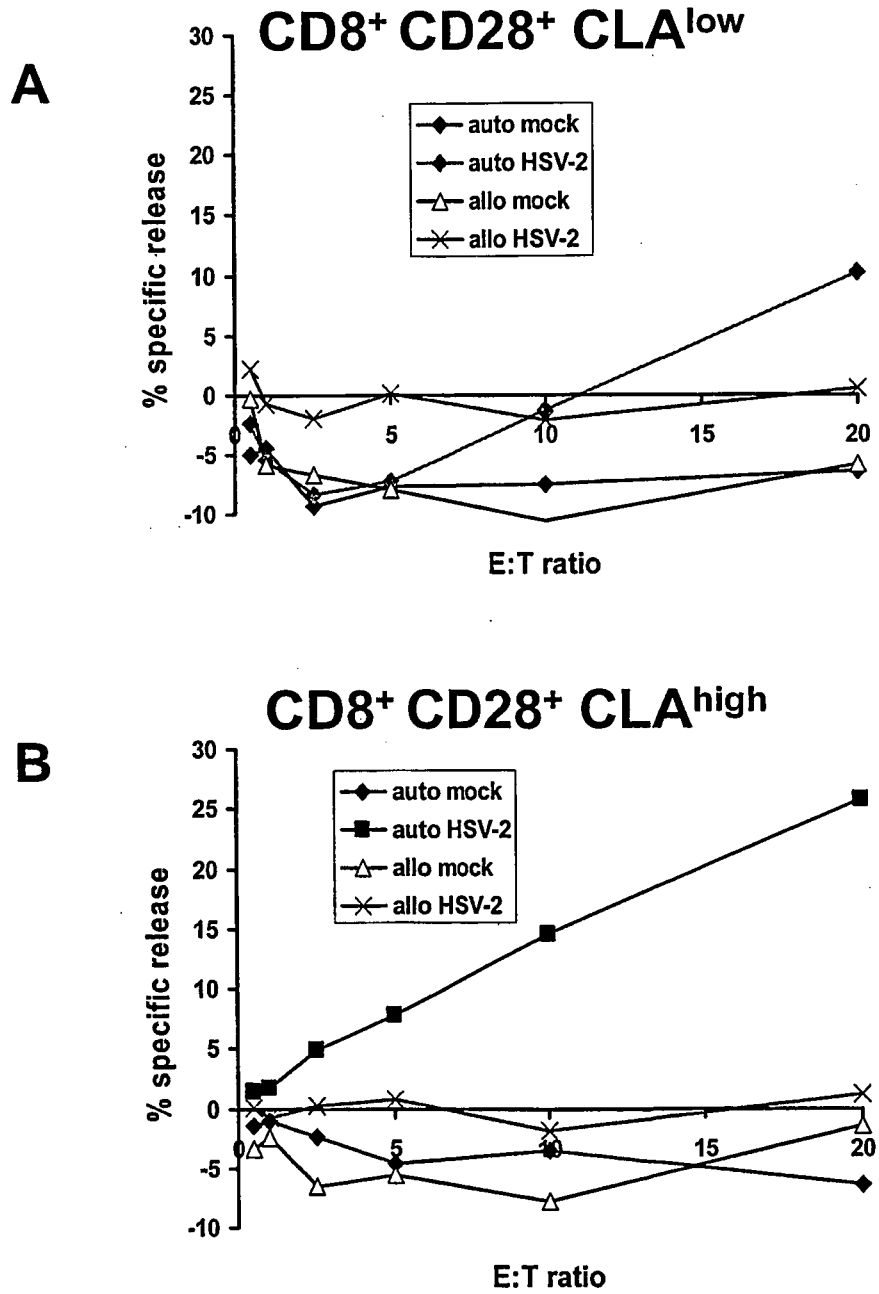 CD8+ CD28+ CLAlow
A
30
25
20
15
10
5
0
-5
-10
% specific release
auto mock
auto HSV-2
allo mock
allo HSV-2
0 5 10 15 20
E:T ratio
CD8+ CD28+ CLAhigh
B
30
25
20
15
10
5
0
-5
-10
% specific release
auto mock
auto HSV-2
allo mock
allo HSV-2
0 5 10 15 20
E:T ratio